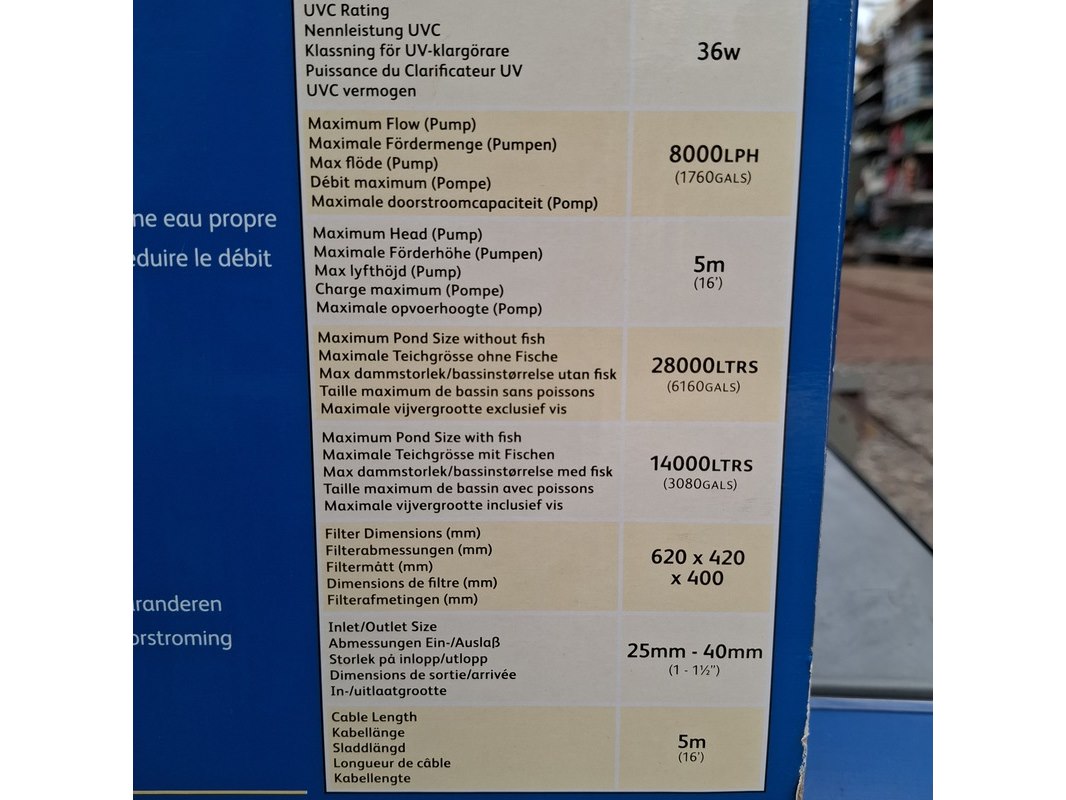 UVC Rating
Nennleistung UVC
Klassning för UV-klargörare
Puissance du Clarificateur UV
UVC vermogen
36w
Maximum Flow (Pump)
Maximale Fördermenge (Pumpen)
Max flöde (Pump)
Débit maximum (Pompe)
Maximale doorstroomcapaciteit (Pomp)
8000LPH
(1760GALS)
Maximum Head (Pump)
Maximale Förderhöhe (Pumpen)
Max lyfthöjd (Pump)
Charge maximum (Pompe)
Maximale opvoerhoogte (Pomp)
5m
(16')
Maximum Pond Size without fish
Maximale Teichgrösse ohne Fische
Max dammstorlek/bassinstørrelse utan fisk
Taille maximum de bassin sans poissons
Maximale vijvergrootte exclusief vis
28000LTRS
(6160GALS)
Maximum Pond Size with fish
Maximale Teichgrösse mit Fischen
Max dammstorlek/bassinstørrelse med fisk
Taille maximum de bassin avec poissons
Maximale vijvergrootte inclusief vis
14000LTRS
(3080GALS)
Filter Dimensions (mm)
Filterabmessungen (mm)
Filtermått (mm)
Dimensions de filtre (mm)
Filterafmetingen (mm)
620 x 420
x 400
Inlet/Outlet Size
Abmessungen Ein-/Auslaß
Storlek på inlopp/utlopp
Dimensions de sortie/arrivée
In-/uitlaatgrootte
25mm - 40mm
(1 - 1½")
Cable Length
Kabellänge
Sladdlängd
Longueur de câble
Kabellengte
5m
(16')
ne eau propre
éduire le débit
randeren
orstroming